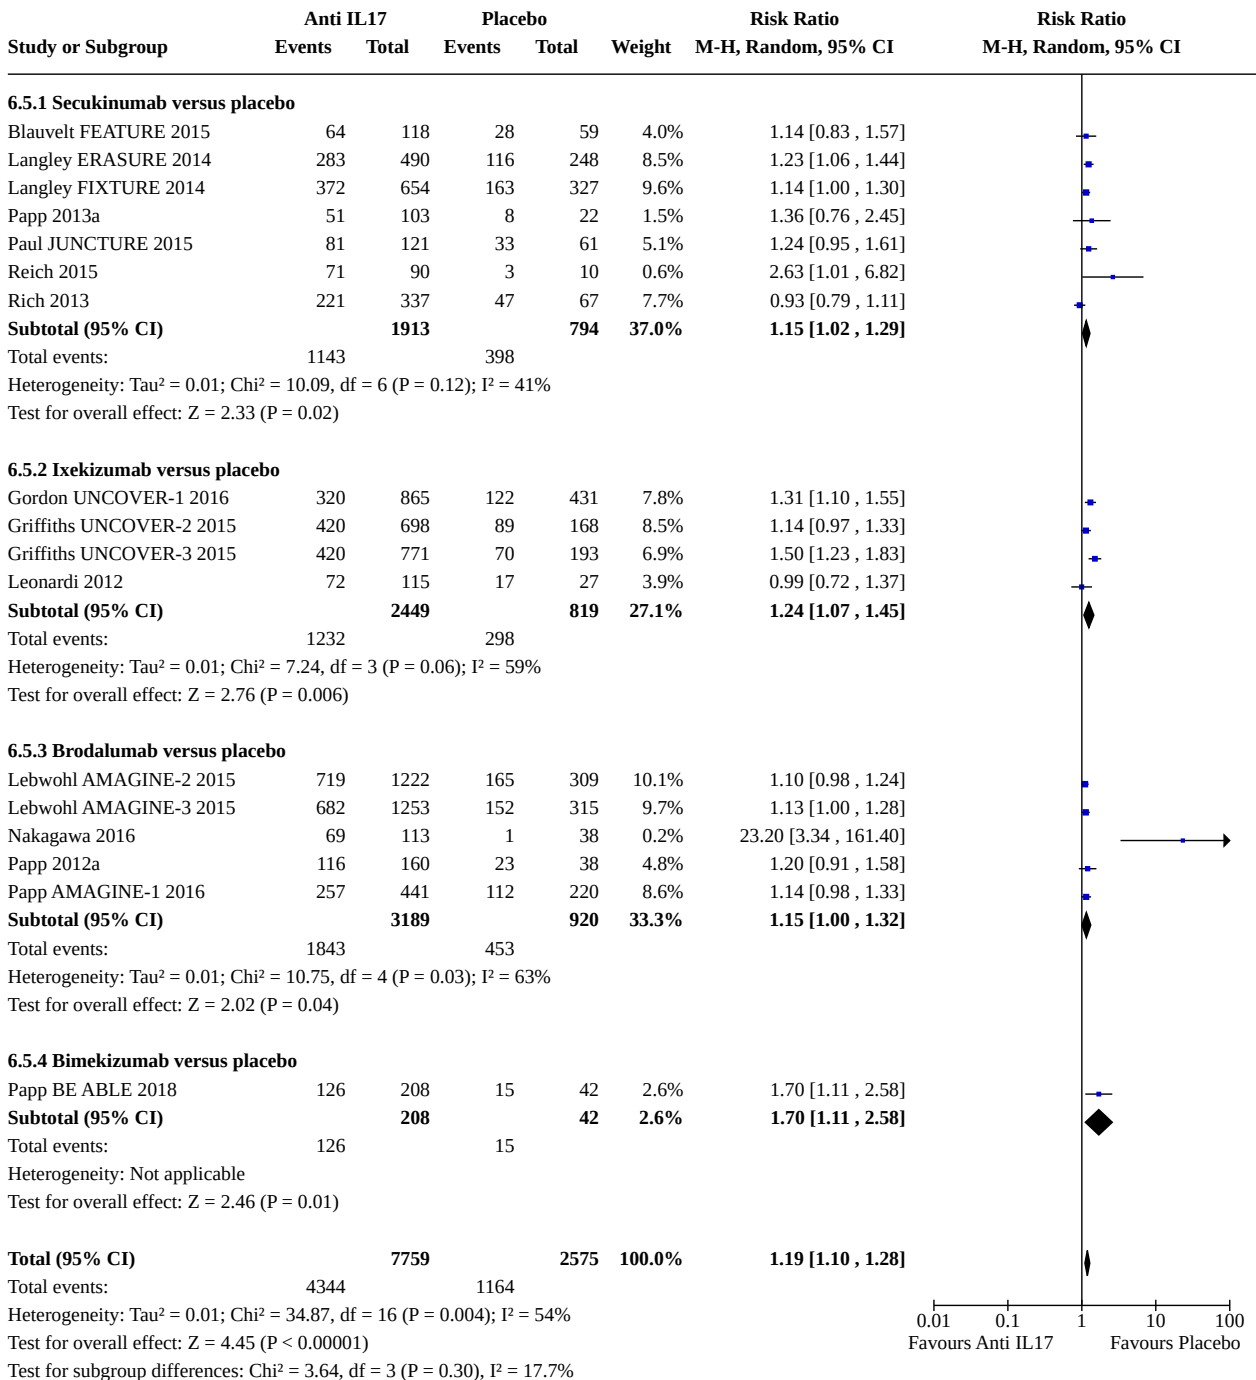 Anti IL17 Placebo Risk Ratio Risk Ratio
Study or Subgroup Events Total Events Total Weight M-H, Random, 95% CI M-H, Random, 95% CI
6.5.1 Secukinumab versus placebo
Blauvelt FEATURE 2015 64 118 28 59 4.0% 1.14 [0.83 , 1.57]
Langley ERASURE 2014 283 490 116 248 8.5% 1.23 [1.06 , 1.44]
Langley FIXTURE 2014 372 654 163 327 9.6% 1.14 [1.00 , 1.30]
Papp 2013a 51 103 8 22 1.5% 1.36 [0.76 , 2.45]
Paul JUNCTURE 2015 81 121 33 61 5.1% 1.24 [0.95 , 1.61]
Reich 2015 71 90 3 10 0.6% 2.63 [1.01 , 6.82]
Rich 2013 221 337 47 67 7.7% 0.93 [0.79 , 1.11]
Subtotal (95% CI) 1913 794 37.0% 1.15 [1.02 , 1.29]
Total events: 1143 398
Heterogeneity: Tau² = 0.01; Chi² = 10.09, df = 6 (P = 0.12); I² = 41%
Test for overall effect: Z = 2.33 (P = 0.02)
6.5.2 Ixekizumab versus placebo
Gordon UNCOVER-1 2016 320 865 122 431 7.8% 1.31 [1.10 , 1.55]
Griffiths UNCOVER-2 2015 420 698 89 168 8.5% 1.14 [0.97 , 1.33]
Griffiths UNCOVER-3 2015 420 771 70 193 6.9% 1.50 [1.23 , 1.83]
Leonardi 2012 72 115 17 27 3.9% 0.99 [0.72 , 1.37]
Subtotal (95% CI) 2449 819 27.1% 1.24 [1.07 , 1.45]
Total events: 1232 298
Heterogeneity: Tau² = 0.01; Chi² = 7.24, df = 3 (P = 0.06); I² = 59%
Test for overall effect: Z = 2.76 (P = 0.006)
6.5.3 Brodalumab versus placebo
Lebwohl AMAGINE-2 2015 719 1222 165 309 10.1% 1.10 [0.98 , 1.24]
Lebwohl AMAGINE-3 2015 682 1253 152 315 9.7% 1.13 [1.00 , 1.28]
Nakagawa 2016 69 113 1 38 0.2% 23.20 [3.34 , 161.40]
Papp 2012a 116 160 23 38 4.8% 1.20 [0.91 , 1.58]
Papp AMAGINE-1 2016 257 441 112 220 8.6% 1.14 [0.98 , 1.33]
Subtotal (95% CI) 3189 920 33.3% 1.15 [1.00 , 1.32]
Total events: 1843 453
Heterogeneity: Tau² = 0.01; Chi² = 10.75, df = 4 (P = 0.03); I² = 63%
Test for overall effect: Z = 2.02 (P = 0.04)
6.5.4 Bimekizumab versus placebo
Papp BE ABLE 2018 126 208 15 42 2.6% 1.70 [1.11 , 2.58]
Subtotal (95% CI) 208 42 2.6% 1.70 [1.11 , 2.58]
Total events: 126 15
Heterogeneity: Not applicable
Test for overall effect: Z = 2.46 (P = 0.01)
Total (95% CI) 7759 2575 100.0% 1.19 [1.10 , 1.28]
Total events: 4344 1164
Heterogeneity: Tau² = 0.01; Chi² = 34.87, df = 16 (P = 0.004); I² = 54%
0.01 0.1 1 10 100
Test for overall effect: Z = 4.45 (P < 0.00001)
Favours Anti IL17 Favours Placebo
Test for subgroup differences: Chi² = 3.64, df = 3 (P = 0.30), I² = 17.7%